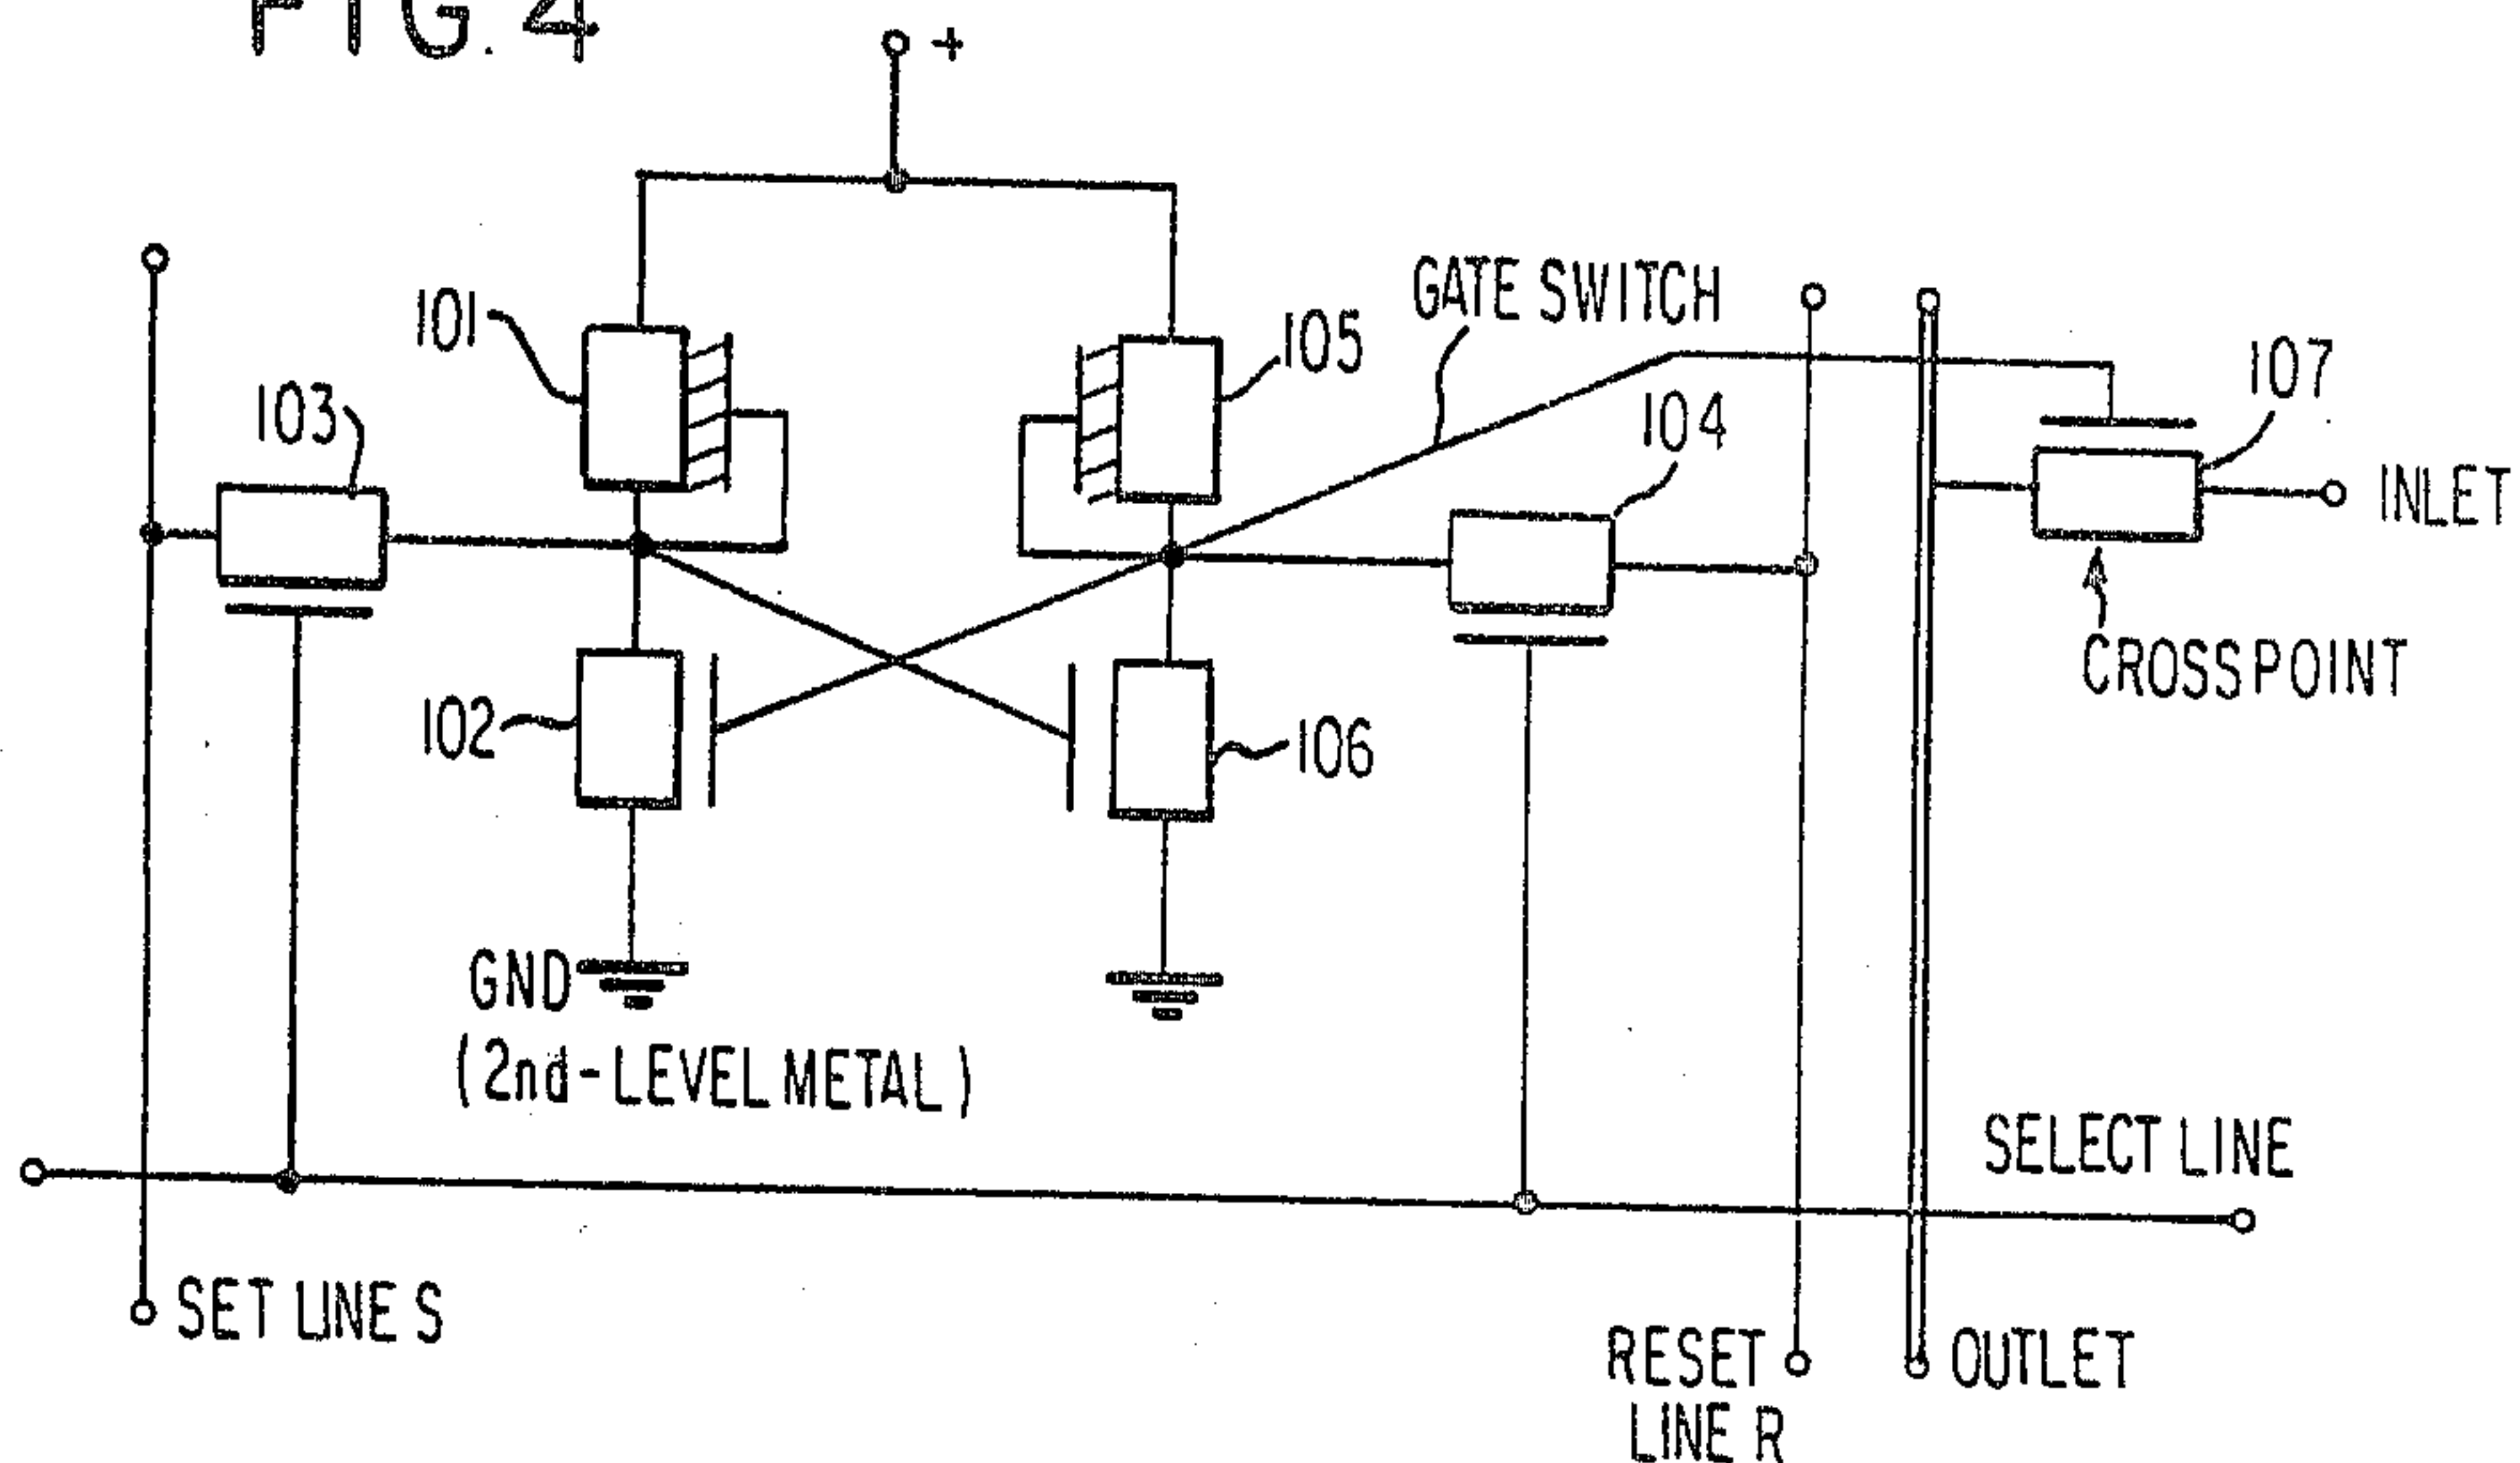 FIG. 4
+
101
105
GATE SWITCH
107
103
104
INLET
CROSSPOINT
102
106
GND
(2nd-LEVEL METAL)
SELECT LINE
SET LINE S
RESET
LINE R
OUTLET